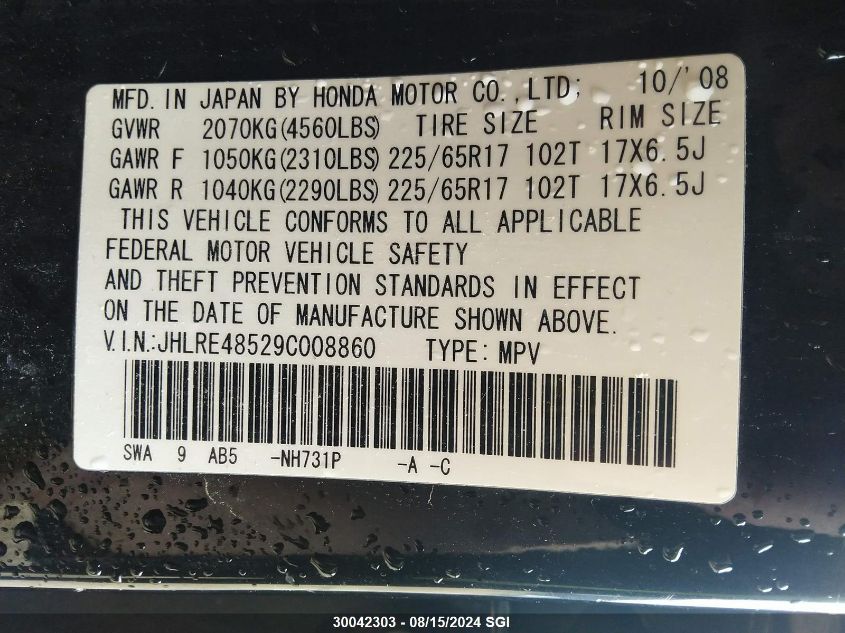 MFD. IN JAPAN BY HONDA MOTOR CO.,LTD; 10/'08
GVWR 2070KG(4560LBS) TIRE SIZE RIM SIZE
GAWR F 1050KG(2310LBS) 225/65R17 102T 17X6.5J
GAWR R 1040KG(2290LBS) 225/65R17 102T 17X6.5J
THIS VEHICLE CONFORMS TO ALL APPLICABLE
FEDERAL MOTOR VEHICLE SAFETY
AND THEFT PREVENTION STANDARDS IN EFFECT
ON THE DATE OF MANUFACTURE SHOWN ABOVE.
V.I.N.:JHLRE48529C008860 TYPE: MPV
SWA 9 AB5 -NH731P -A -C
30042303 - 08/15/2024 SGI